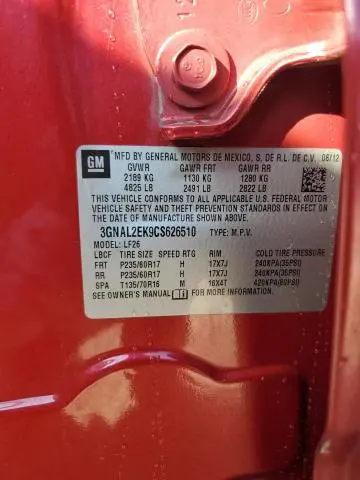 12
GM
MFD BY GENERAL MOTORS DE MEXICO, S. DE R.L. DE C.V. 06/12
GVWR GAWR FRT GAWR RR
2189 KG 1130 KG 1280 KG
4825 LB 2491 LB 2822 LB
THIS VEHICLE CONFORMS TO ALL APPLICABLE U.S. FEDERAL MOTOR
VEHICLE SAFETY AND THEFT PREVENTION STANDARDS IN EFFECT ON
THE DATE OF MANUFACTURE SHOWN ABOVE.
3GNAL2EK9CS626510 TYPE: M.P.V.
MODEL: LF26
LBCF TIRE SIZE SPEED RTG RIM COLD TIRE PRESSURE
FRT P235/60R17 H 17X7J 240KPA(35PSI)
RR P235/60R17 H 17X7J 240KPA(35PSI)
SPA T135/70R16 M 16X4T 420KPA(60PSI)
SEE OWNER'S MANUAL FOR ADDITIONAL INFORMATION.